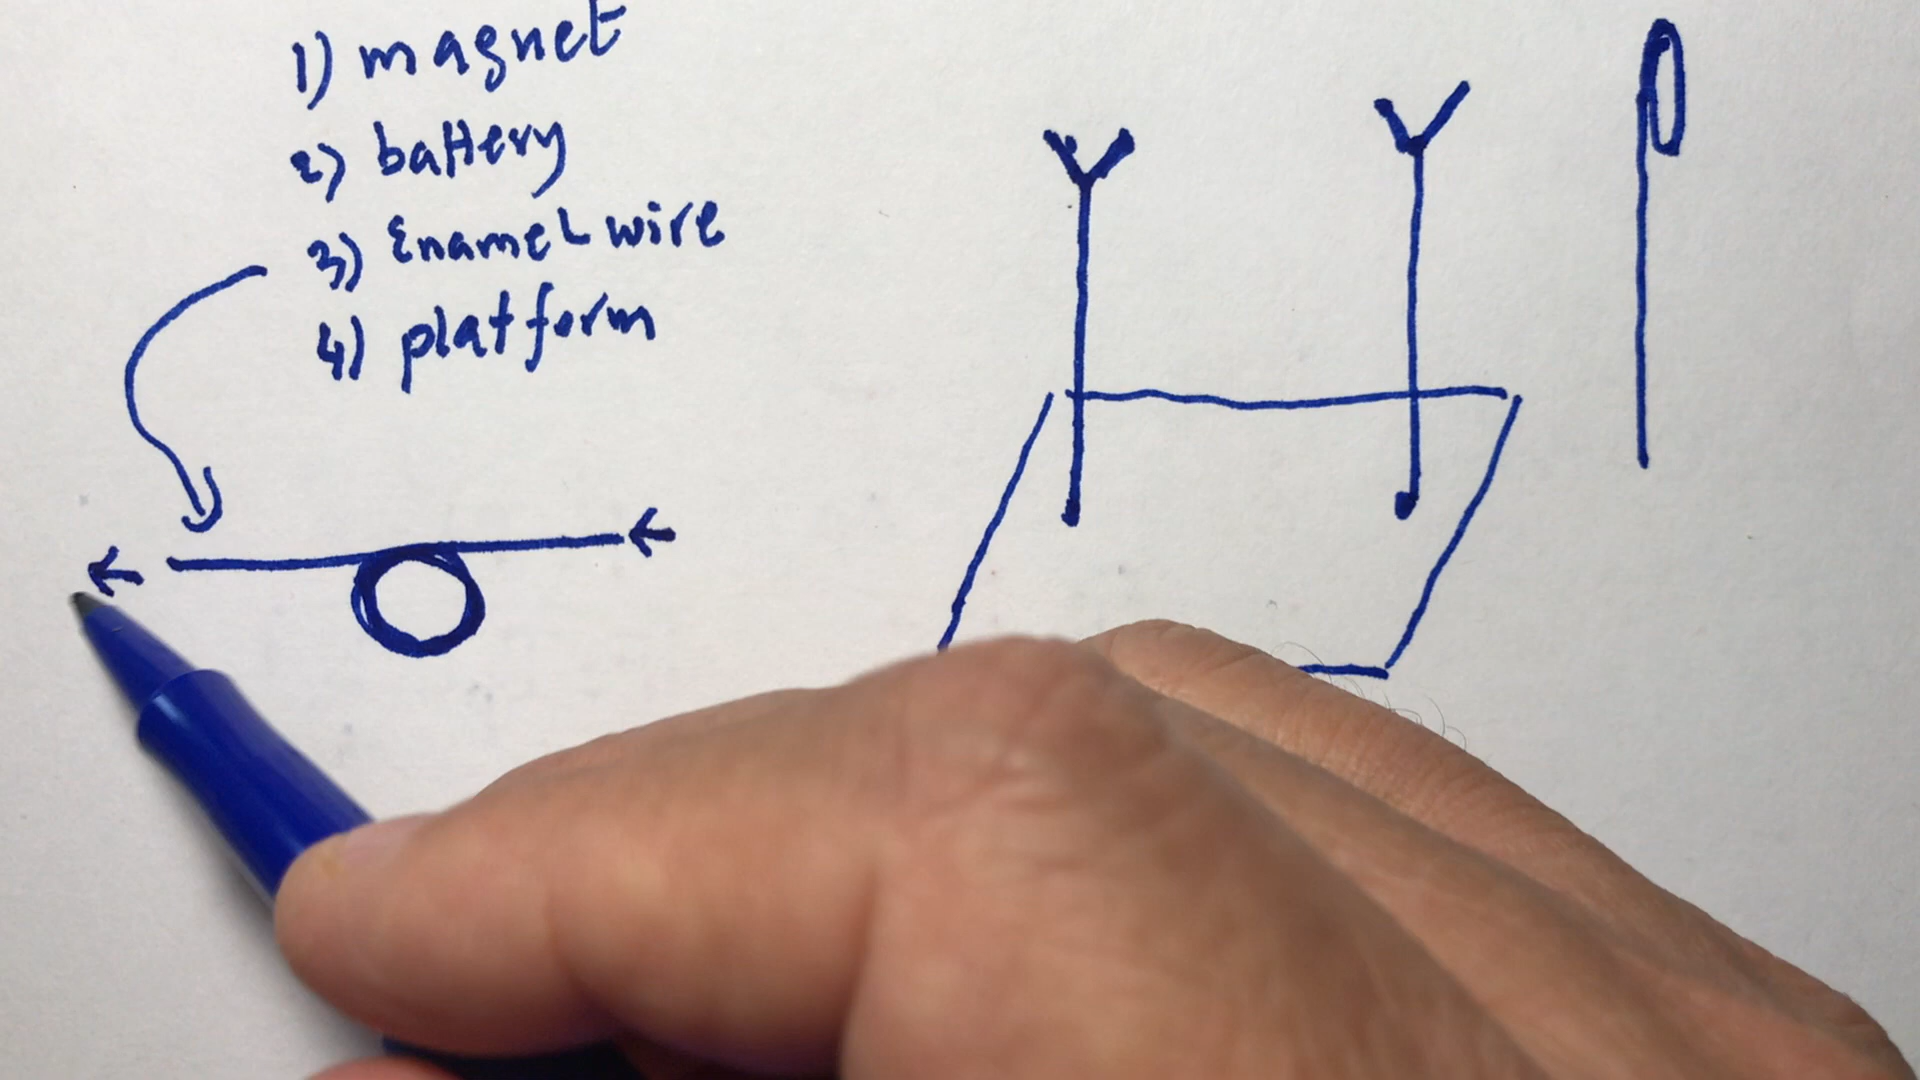 1) magnet
2) battery
3) Enamel wire
4) platform